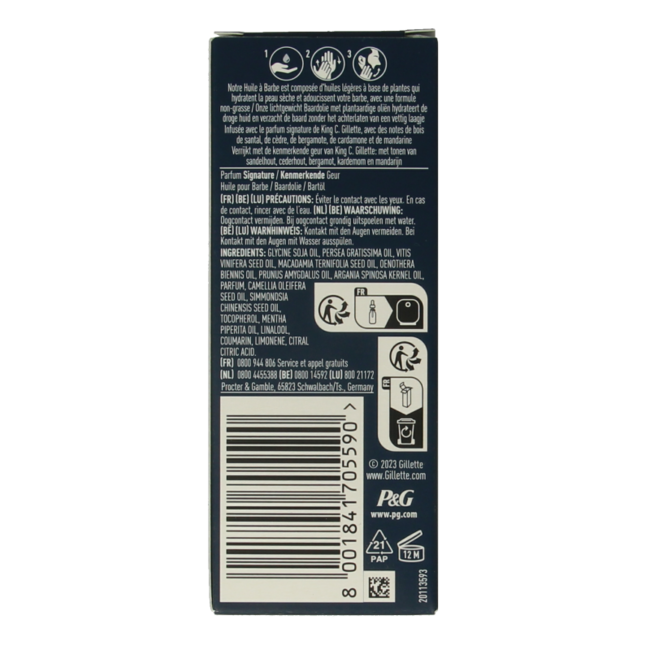 1 2 3
Notre Huile à Barbe est composée d'huiles légères à base de plantes qui
hydratent la peau sèche et adoucissent votre barbe, avec une formule
non-grasse / Onze lichtgewicht Baardolie met plantaardige oliën hydrateert de
droge huid en verzacht de baard zonder het achterlaten van een vettig laagje
Infusée avec le parfum signature de King C. Gillette, avec des notes de bois
de santal, de cèdre, de bergamote, de cardamome et de mandarine
Verrijkt met de kenmerkende geur van King C. Gillette: met tonen van
sandelhout, cederhout, bergamot, kardemom en mandarijn
Parfum Signature / Kenmerkende Geur
Huile pour Barbe / Baardolie / Bartöl
(FR) (BE) (LU) PRÉCAUTIONS: Éviter le contact avec les yeux. En cas
de contact, rincer avec de l'eau. (NL) (BE) WAARSCHUWING:
Oogcontact vermijden. Bij oogcontact grondig uitspoelen met water.
(BE) (LU) WARNHINWEIS: Kontakt mit den Augen vermeiden. Bei
Kontakt mit den Augen mit Wasser ausspülen.
INGREDIENTS: GLYCINE SOJA OIL, PERSEA GRATISSIMA OIL, VITIS
VINIFERA SEED OIL, MACADAMIA TERNIFOLIA SEED OIL, OENOTHERA
BIENNIS OIL, PRUNUS AMYGDALUS OIL, ARGANIA SPINOSA KERNEL OIL,
PARFUM, CAMELLIA OLEIFERA
SEED OIL, SIMMONDSIA
CHINENSIS SEED OIL,
TOCOPHEROL, MENTHA
PIPERITA OIL, LINALOOL,
COUMARIN, LIMONENE, CITRAL
CITRIC ACID.
FR
(FR) 0800 944 806 Service et appel gratuits
(NL) 0800 4455388 (BE) 0800 14592 (LU) 800 21172
Procter & Gamble, 65823 Schwalbach/Ts., Germany
FR
8 001841 705590 >
© 2023 Gillette
www.Gillette.com
P&G
www.pg.com
21
PAP
12 M
20113593